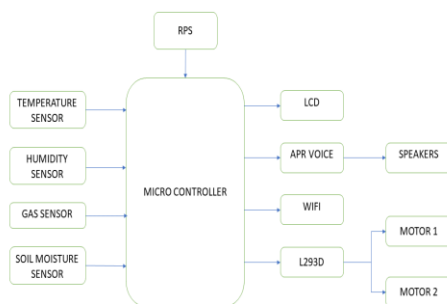 RPS
TEMPERATURE
SENSOR
HUMIDITY
SENSOR
GAS SENSOR
SOIL MOISTURE
SENSOR
MICRO CONTROLLER
LCD
APR VOICE
SPEAKERS
WIFI
L293D
MOTOR 1
MOTOR 2